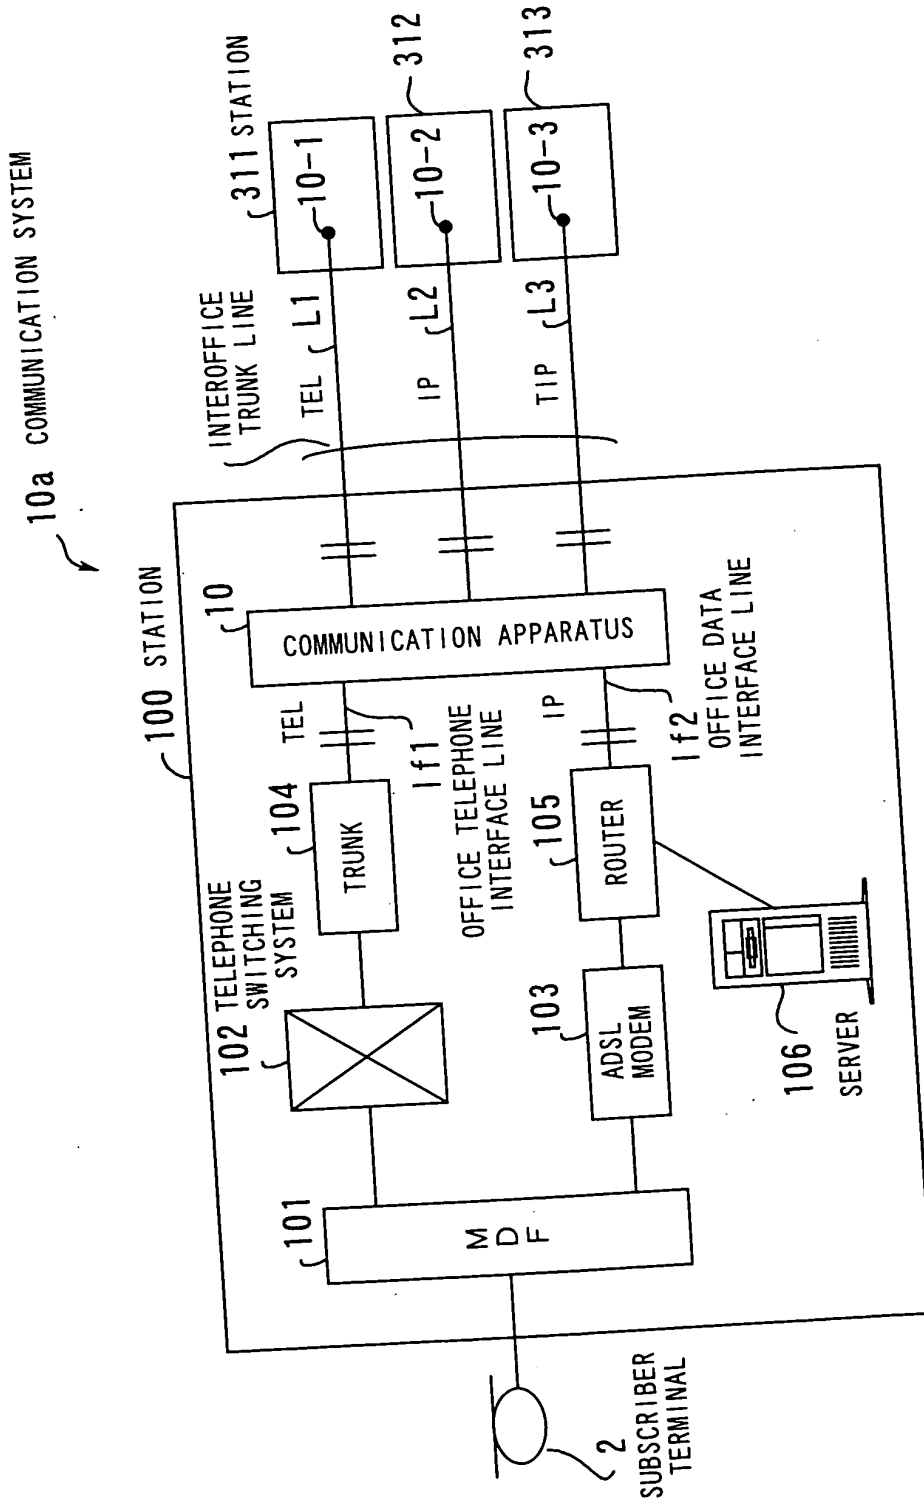 10a COMMUNICATION SYSTEM
100 STATION
102 TELEPHONE
SWITCHING
SYSTEM
104
TRUNK
TEL
If1
OFFICE TELEPHONE
INTERFACE LINE
101
MDF
103
ADSL
MODEM
105
ROUTER
IP
If2
OFFICE DATA
INTERFACE LINE
106
SERVER
10
COMMUNICATION APPARATUS
2
SUBSCRIBER
TERMINAL
INTEROFFICE
TRUNK LINE
TEL
L1
IP
L2
TIP
L3
311 STATION
10-1
312
10-2
313
10-3